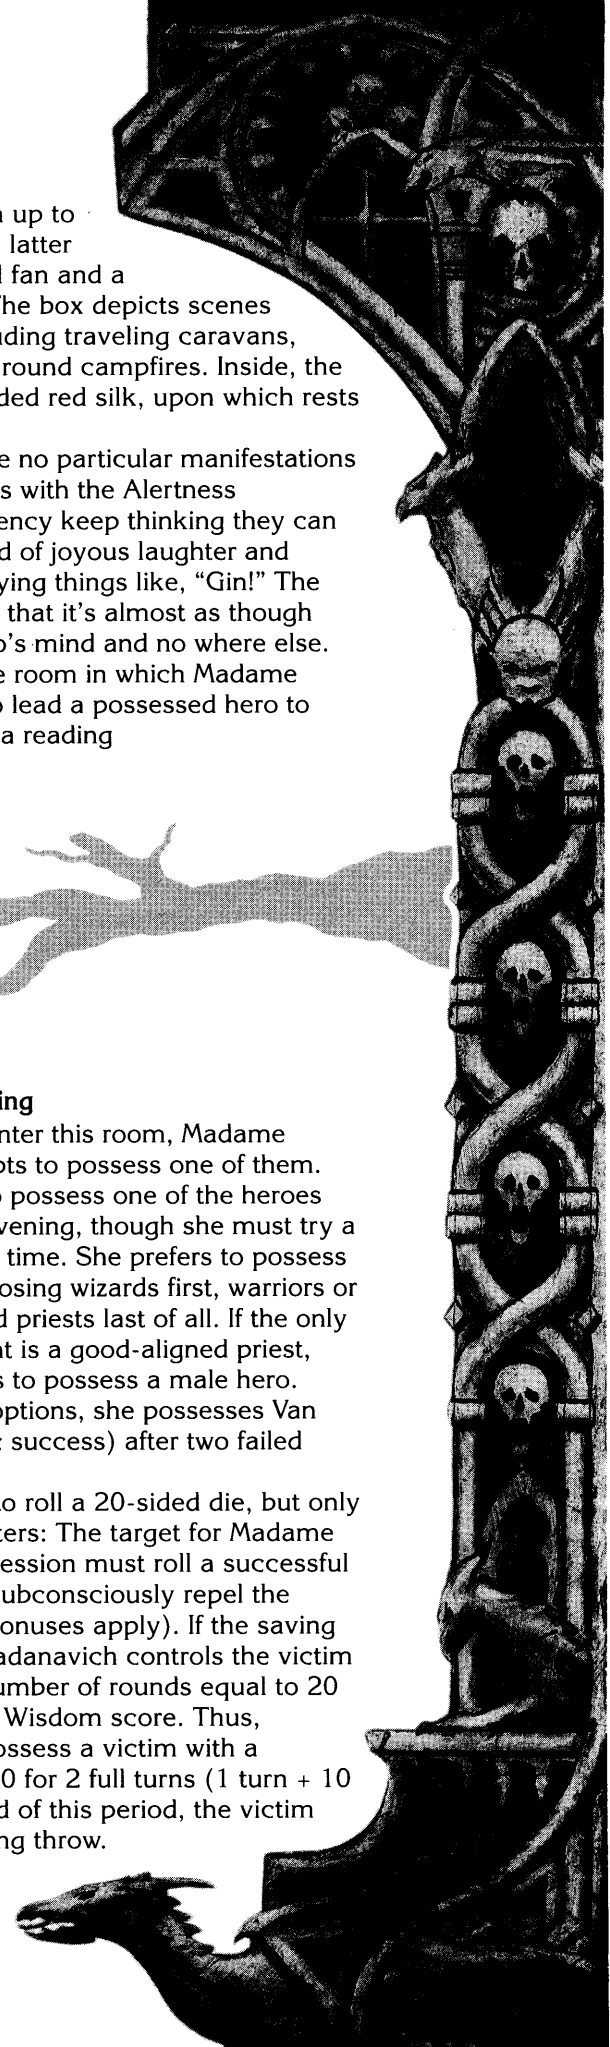 up to
latter
fan and a
he box depicts scenes
ding traveling caravans,
round campfires. Inside, the
ded red silk, upon which rests
e no particular manifestations
s with the Alertness
ency keep thinking they can
d of joyous laughter and
ying things like, “Gin!” The
that it's almost as though
o's mind and no where else.
e room in which Madame
o lead a possessed hero to
a reading
ing
nter this room, Madame
pts to possess one of them.
o possess one of the heroes
vening, though she must try a
time. She prefers to possess
osing wizards first, warriors or
d priests last of all. If the only
nt is a good-aligned priest,
s to possess a male hero.
options, she possesses Van
success) after two failed
to roll a 20-sided die, but only
ters: The target for Madame
ession must roll a successful
ubconsciously repel the
onuses apply). If the saving
adanavich controls the victim
umber of rounds equal to 20
Wisdom score. Thus,
ossess a victim with a
0 for 2 full turns (1 turn + 10
d of this period, the victim
ng throw.